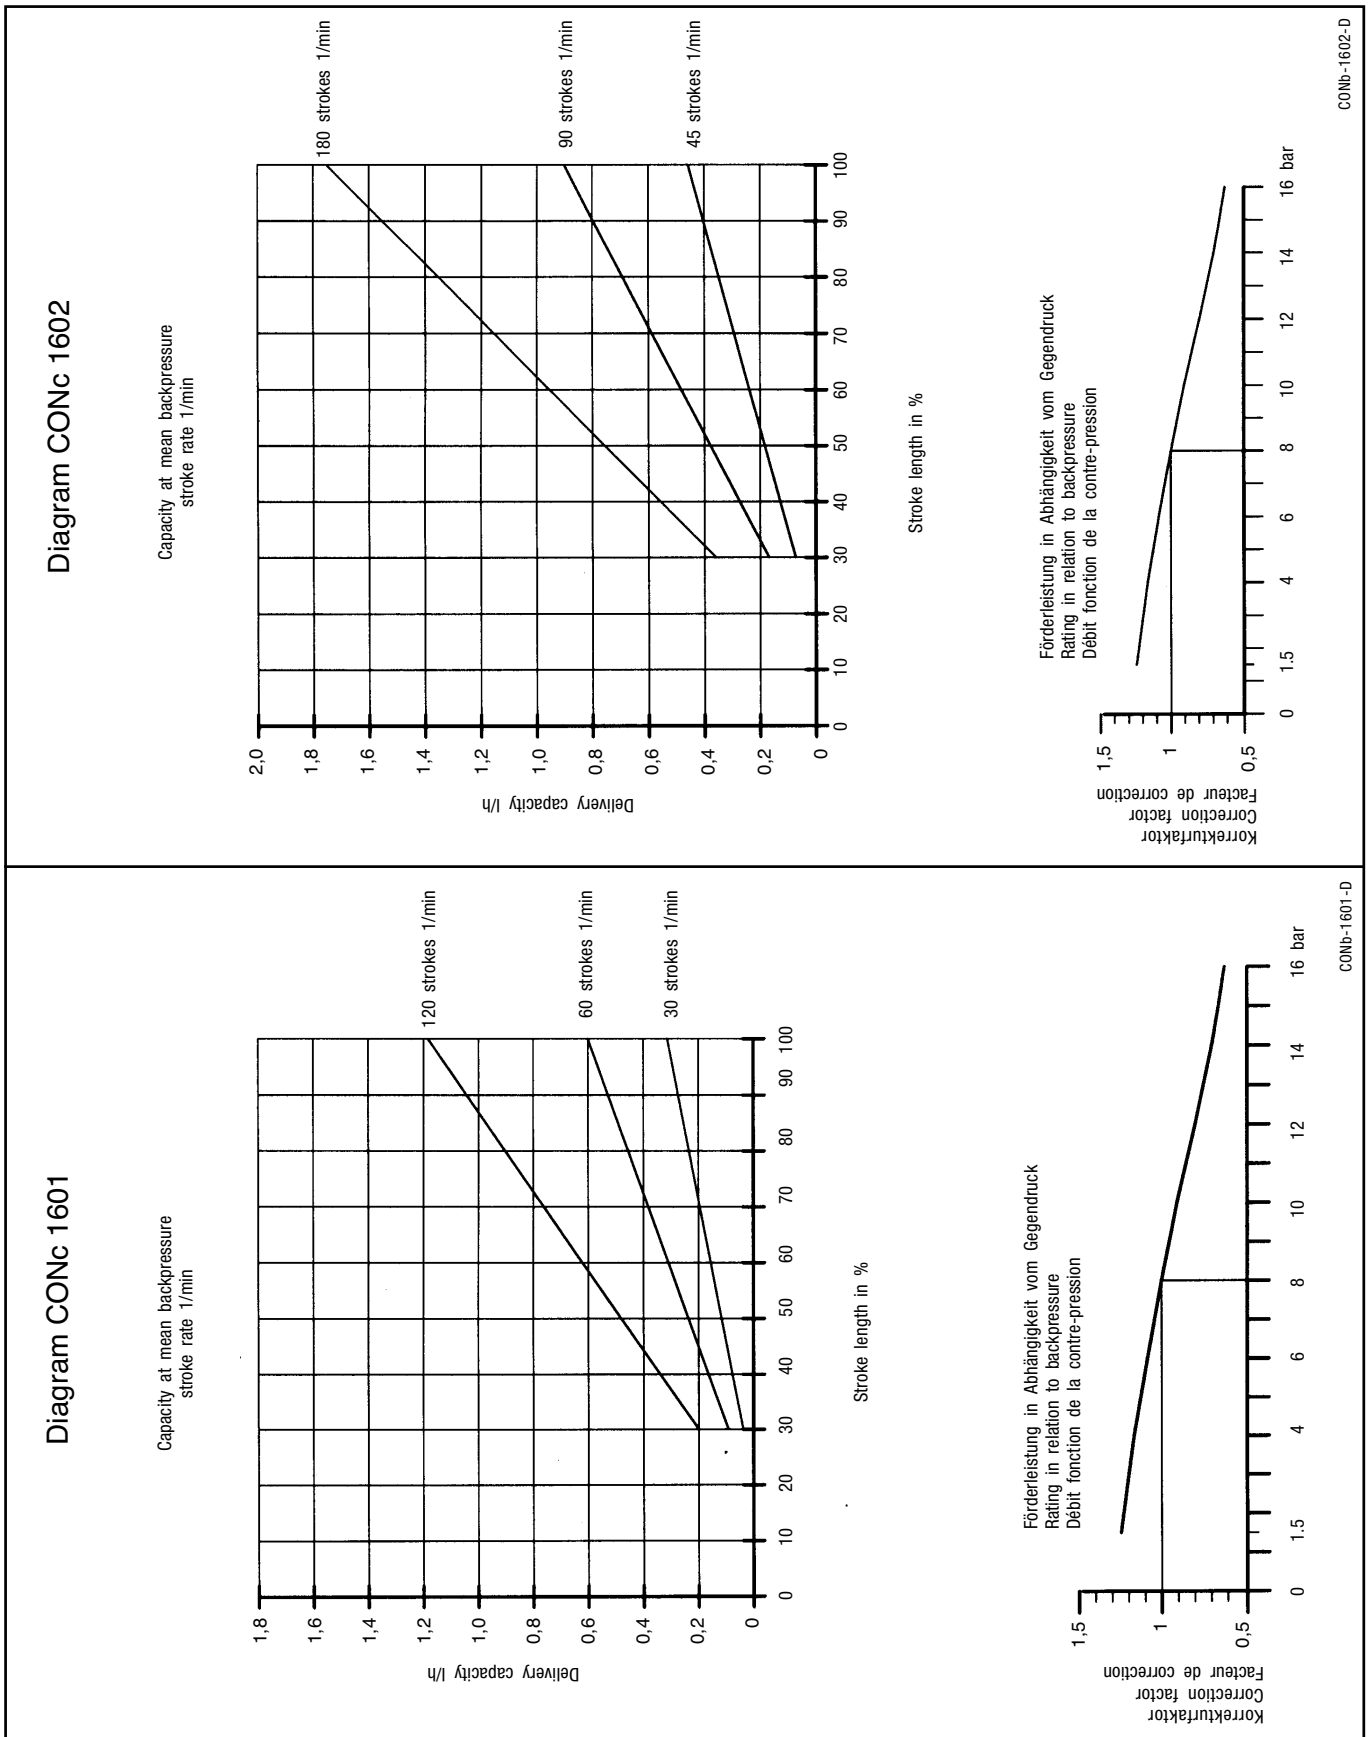 Diagram CONc 1601
Capacity at mean backpressure
stroke rate 1/min
120 strokes 1/min
60 strokes 1/min
30 strokes 1/min
Delivery capacity l/h
1,8
1,6
1,4
1,2
1,0
0,8
0,6
0,4
0,2
0
0 10 20 30 40 50 60 70 80 90 100
Stroke length in %
Förderleistung in Abhängigkeit vom Gegendruck
Rating in relation to backpressure
Débit fonction de la contre-pression
Korrekturfaktor
Correction factor
Facteur de correction
1,5
1
0,5
0 1.5 4 6 8 10 12 14 16 bar
CONb-1601-D
Diagram CONc 1602
Capacity at mean backpressure
stroke rate 1/min
180 strokes 1/min
90 strokes 1/min
45 strokes 1/min
Delivery capacity l/h
2,0
1,8
1,6
1,4
1,2
1,0
0,8
0,6
0,4
0,2
0
0 10 20 30 40 50 60 70 80 90 100
Stroke length in %
Förderleistung in Abhängigkeit vom Gegendruck
Rating in relation to backpressure
Débit fonction de la contre-pression
Korrekturfaktor
Correction factor
Facteur de correction
1,5
1
0,5
0 1.5 4 6 8 10 12 14 16 bar
CONb-1602-D